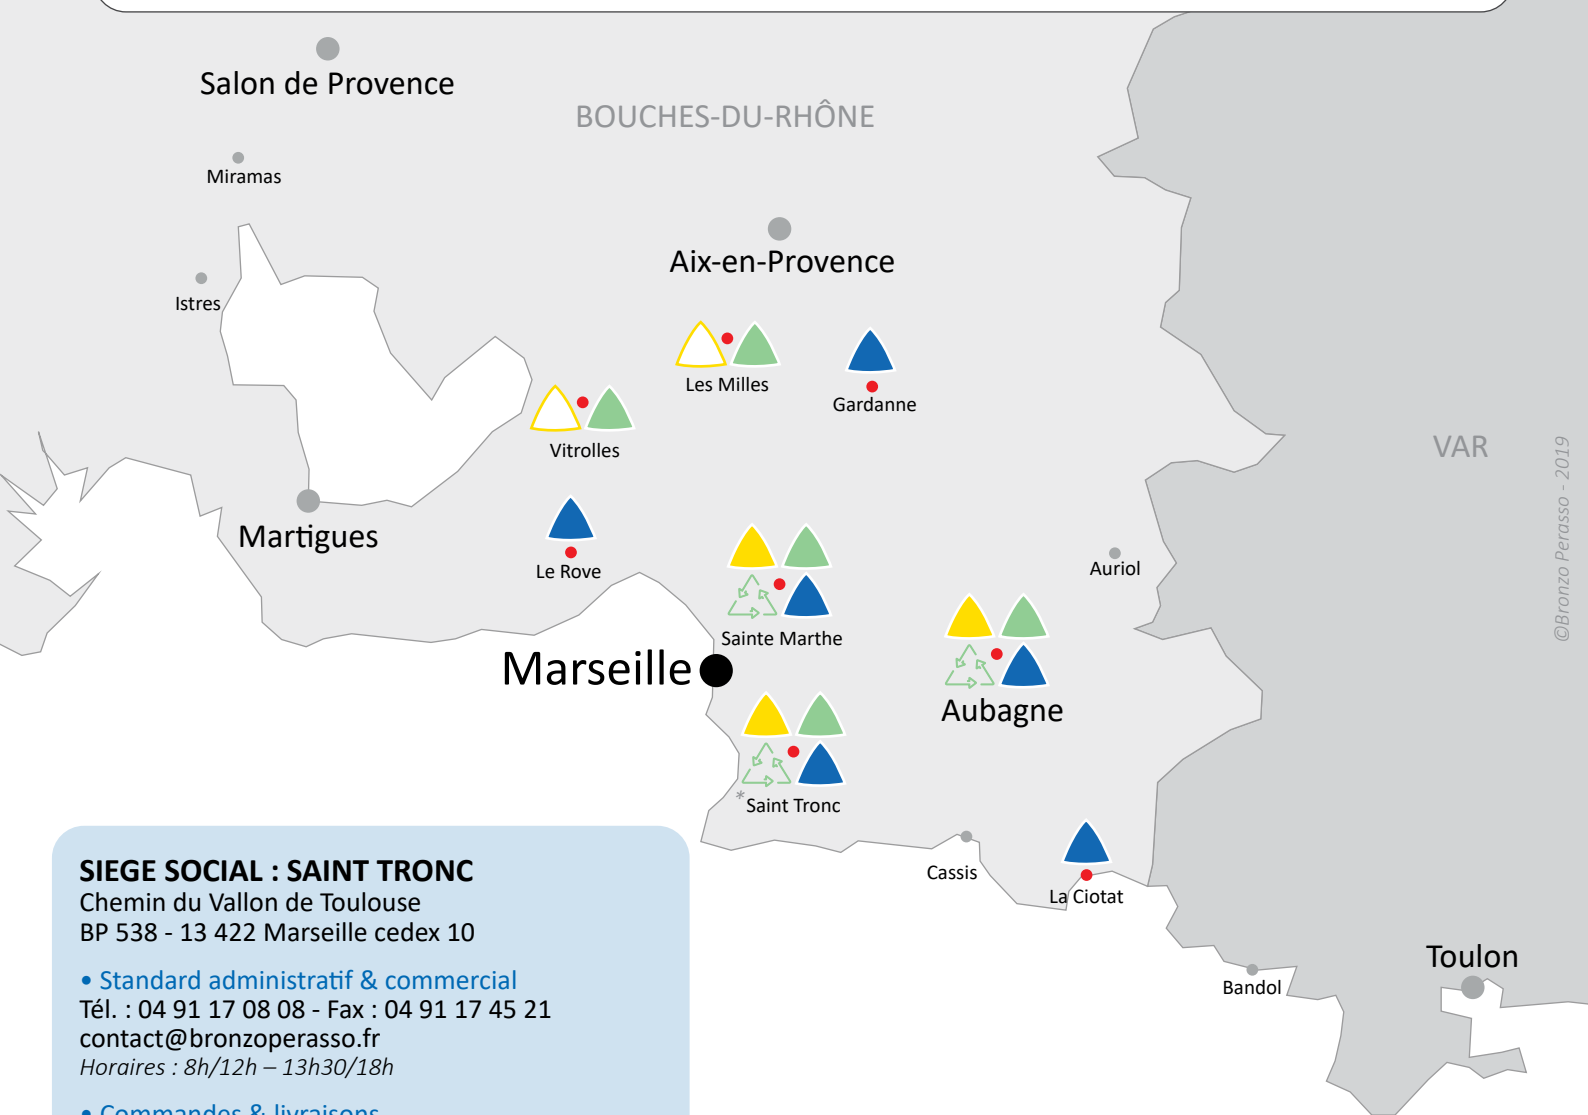 Salon de Provence
BOUCHES-DU-RHÔNE
Miramas
Aix-en-Provence
Istres
Les Milles
Gardanne
Vitrolles
VAR
©Bronzo Perasso - 2019
Martigues
Le Rove
Auriol
Sainte Marthe
Marseille
Aubagne
*Saint Tronc
Cassis
La Ciotat
Toulon
Bandol
SIEGE SOCIAL : SAINT TRONC
Chemin du Vallon de Toulouse
BP 538 - 13 422 Marseille cedex 10
• Standard administratif & commercial
Tél. : 04 91 17 08 08 - Fax : 04 91 17 45 21
contact@bronzoperasso.fr
Horaires : 8h/12h – 13h30/18h
• Commandes & livraisons